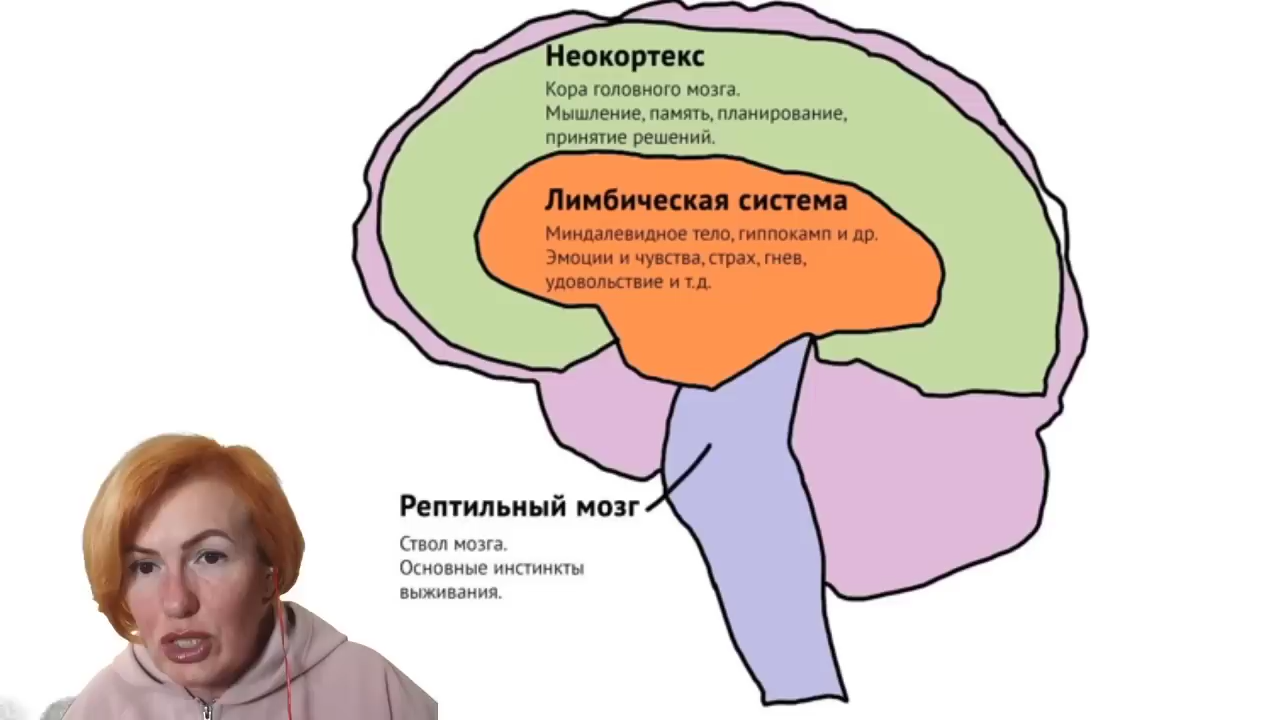 Неокортекс
Кора головного мозга.
Мышление, память, планирование,
принятие решений.
Лимбическая система
Миндалевидное тело, гиппокамп и др.
Эмоции и чувства, страх, гнев,
удовольствие и т.д.
Рептильный мозг
Ствол мозга.
Основные инстинкты
выживания.